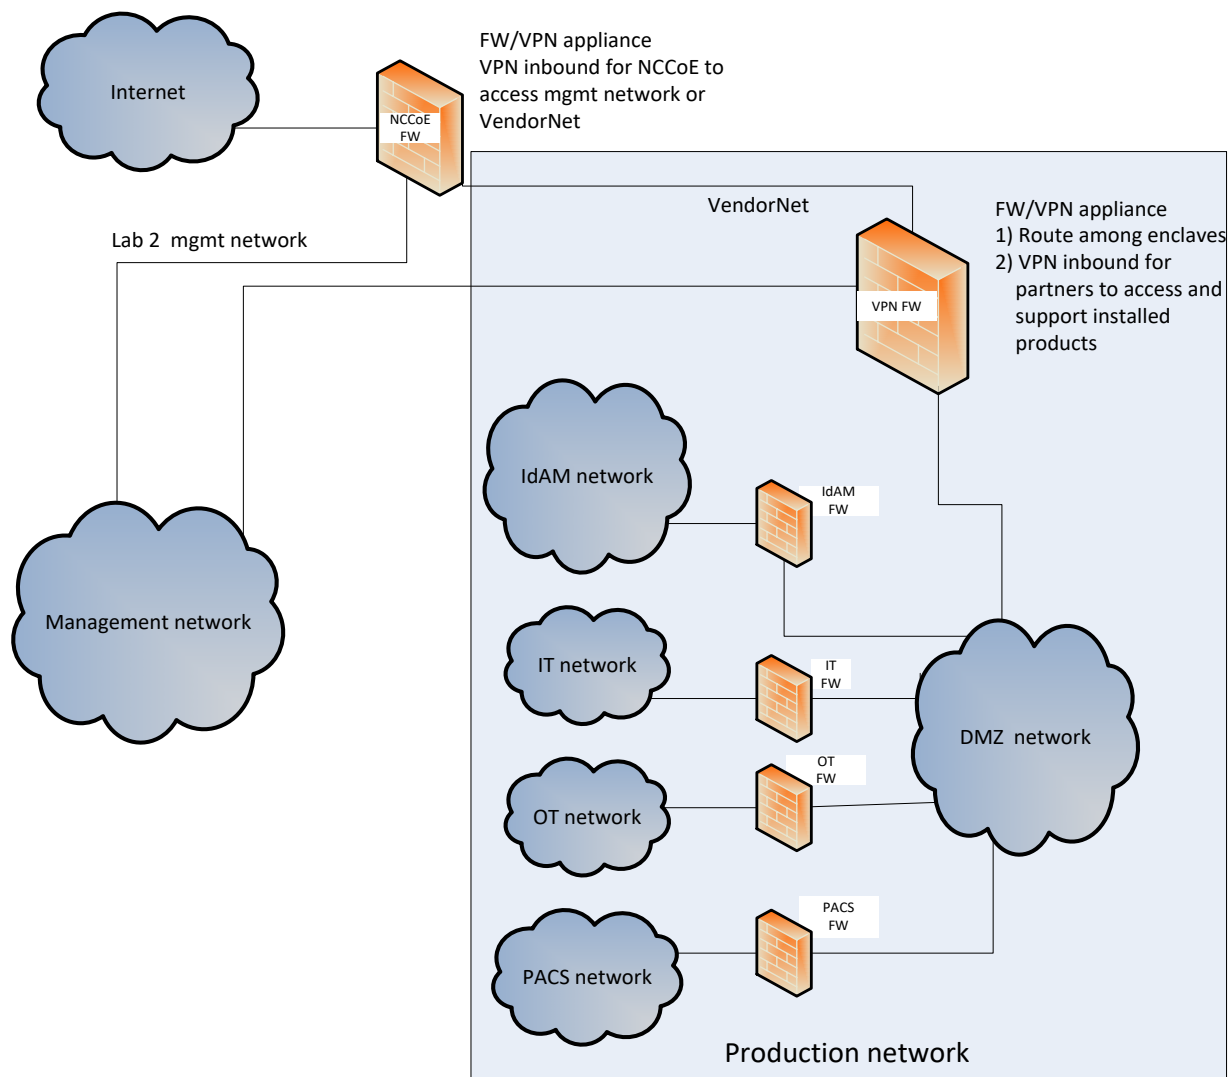 FW/VPN appliance
VPN inbound for NCCoE to
access mgmt network or
VendorNet
Internet
NCCoE
FW
VendorNet
FW/VPN appliance
1) Route among enclaves
2) VPN inbound for
partners to access and
support installed
products
Lab 2 mgmt network
VPN FW
IdAM network
IdAM
FW
Management network
IT network
IT
FW
DMZ network
OT
FW
OT network
PACS
FW
PACS network
Production network